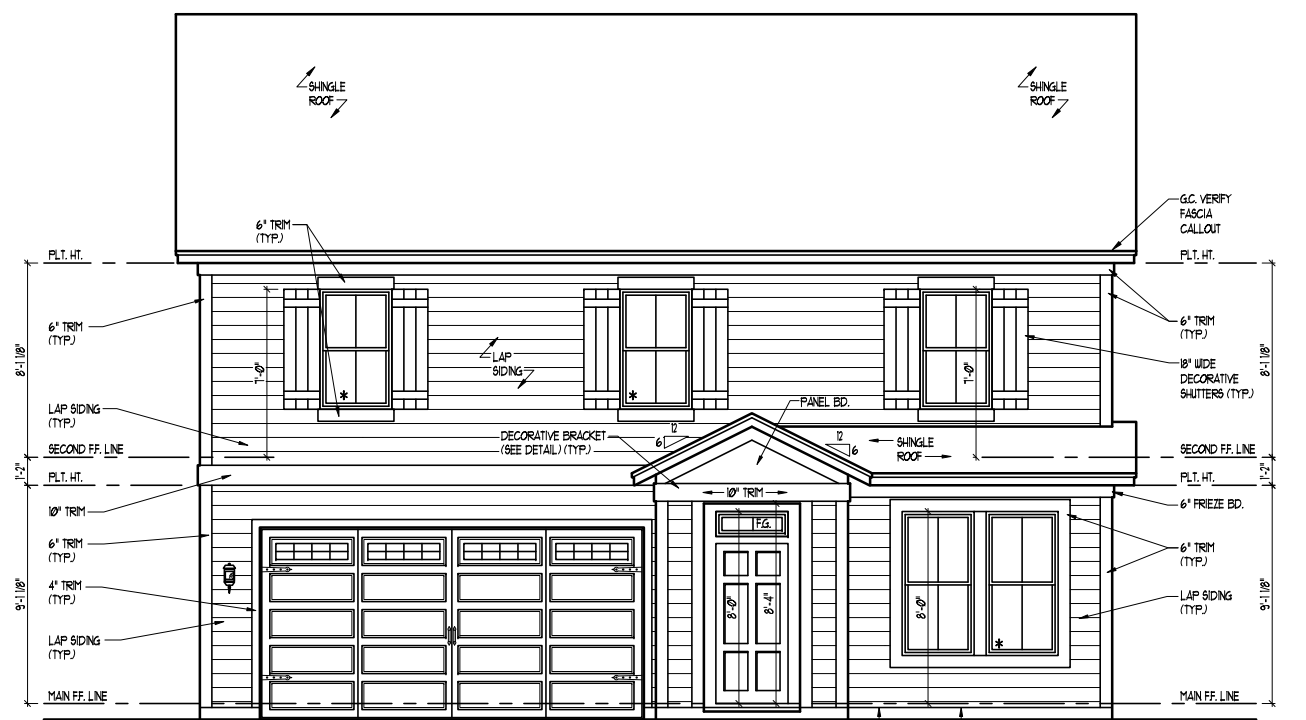 SHINGLE
ROOF
SHINGLE
ROOF
G.C. VERIFY
FASCIA
CALLOUT
6" TRIM
(TYP.)
PLT. HT.
PLT. HT.
6" TRIM
(TYP.)
6" TRIM
(TYP.)
8'-1 1/8"
7'-0"
LAP
SIDING
*
*
7'-0"
8'-1 1/8"
18" WIDE
DECORATIVE
SHUTTERS (TYP.)
PANEL BD.
LAP SIDING
(TYP.)
DECORATIVE BRACKET
(SEE DETAIL) (TYP.)
12
6
12
6
SHINGLE
ROOF
SECOND F.F. LINE
SECOND F.F. LINE
1'-2"
1'-2"
PLT. HT.
PLT. HT.
10" TRIM
10" TRIM
6" FRIEZE BD.
F.G.
6" TRIM
(TYP.)
6" TRIM
(TYP.)
4" TRIM
(TYP.)
9'-1 1/8"
8'-0"
8'-4"
8'-0"
9'-1 1/8"
LAP SIDING
(TYP.)
LAP SIDING
(TYP.)
*
MAIN F.F. LINE
MAIN F.F. LINE